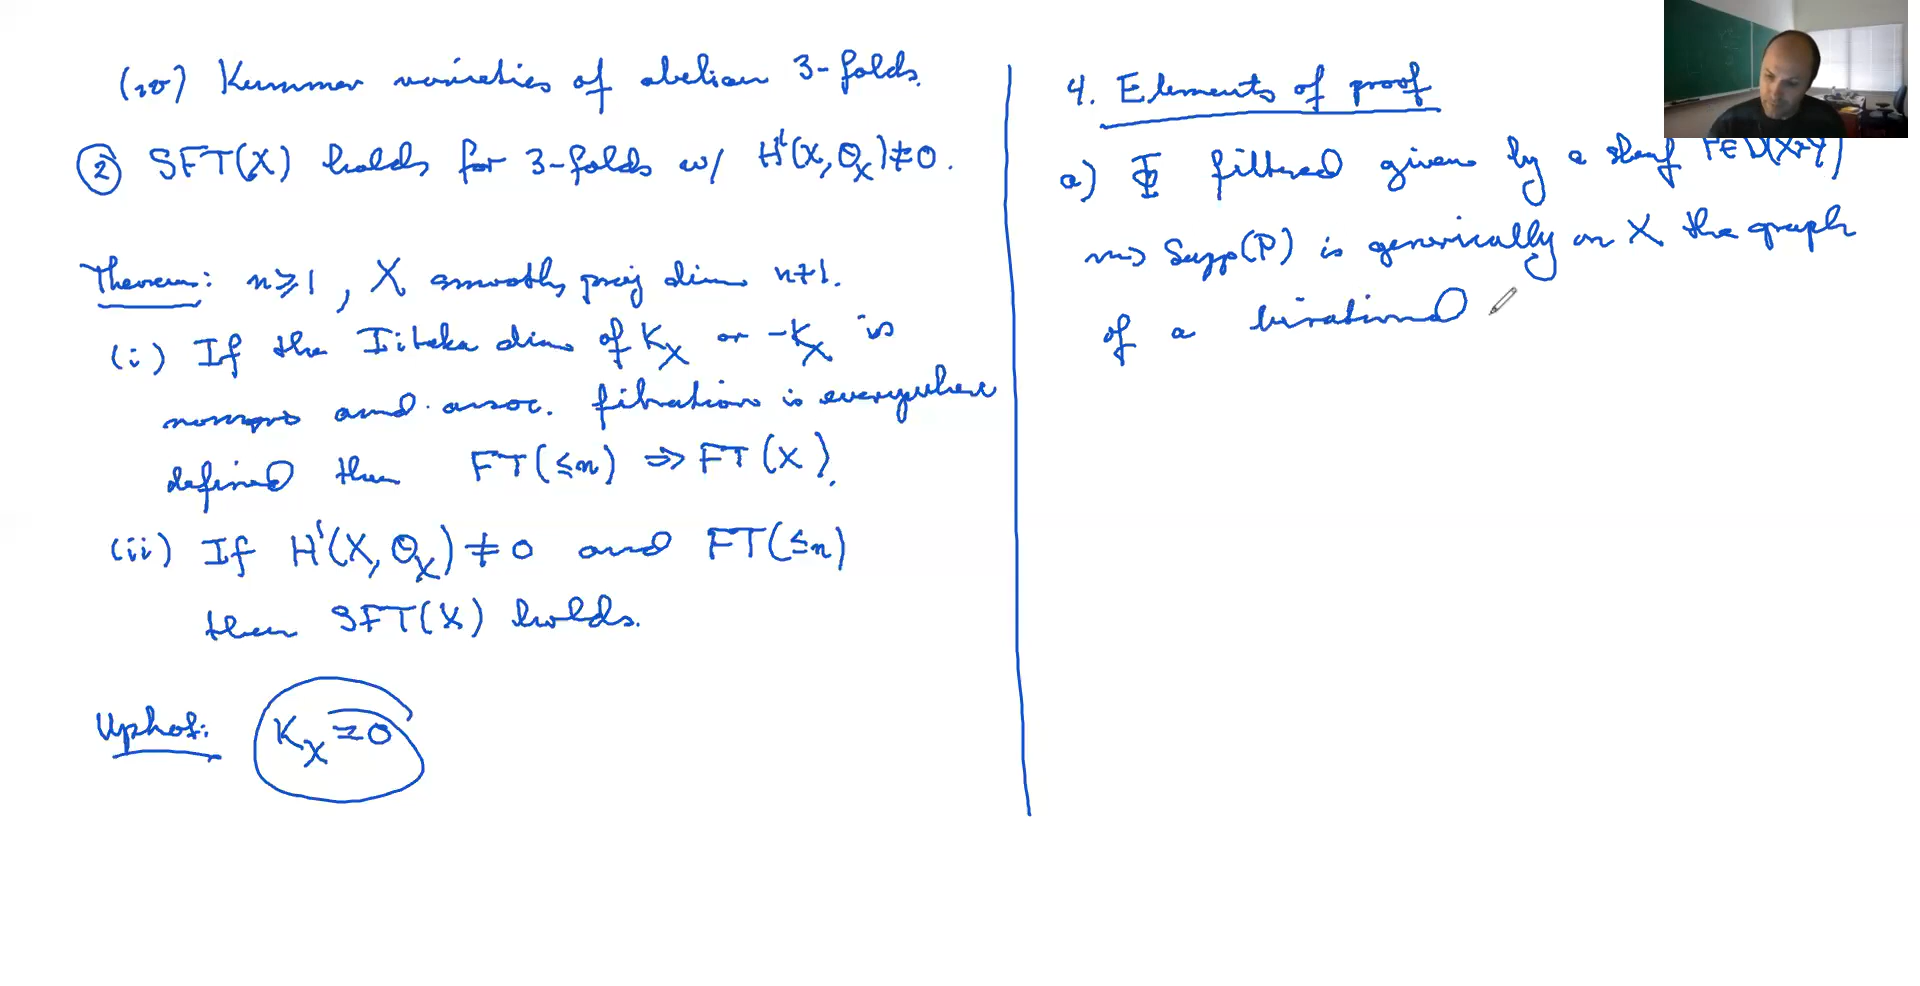 (iv) Kummer varieties of abelian 3-folds.
② SFT(X) holds for 3-folds w/ H¹(X, O_X) ≠ 0.
Theorem: n ≥ 1, X smooth, proj dim n+1.
(i) If the Iitaka dim of K_X or -K_X is
nonneg and assoc. fibration is everywhere
defined then FT(≤n) ⇒ FT(X).
(ii) If H¹(X, O_X) ≠ 0 and FT(≤n)
then SFT(X) holds.
Upshot: K_X ≡ 0
4. Elements of proof
a) Φ filtered given by a sheaf P ∈ D(X×Y)
⇝ Supp(P) is generically on X the graph
of a birational